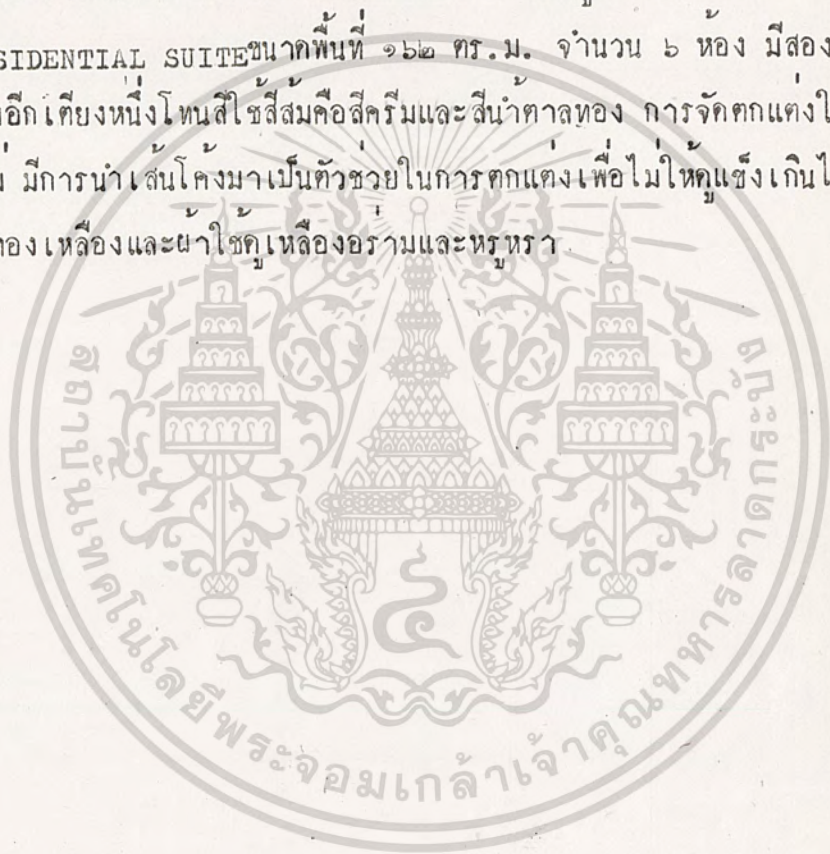 SIDENTIAL SUITEขนาดพื้นที่ ๑๖๒ ตร.ม. จำนวน ๖ ห้อง มีสอง
อีกเตียงหนึ่งโทนสีใช้สีส้มคือสีครีมและสีน้ำตาลทอง การจัดตกแต่งใ
มีการนำเส้นโค้งมาเป็นตัวช่วยในการตกแต่งเพื่อไม่ให้ดูแข็งเกินไ
องเหลืองและผ้าใช้ดูเหลืองอร่ามและหรูหรา
สถาบันเทคโนโลยีพระจอมเกล้าเจ้าคุณทหารลาดกระบัง